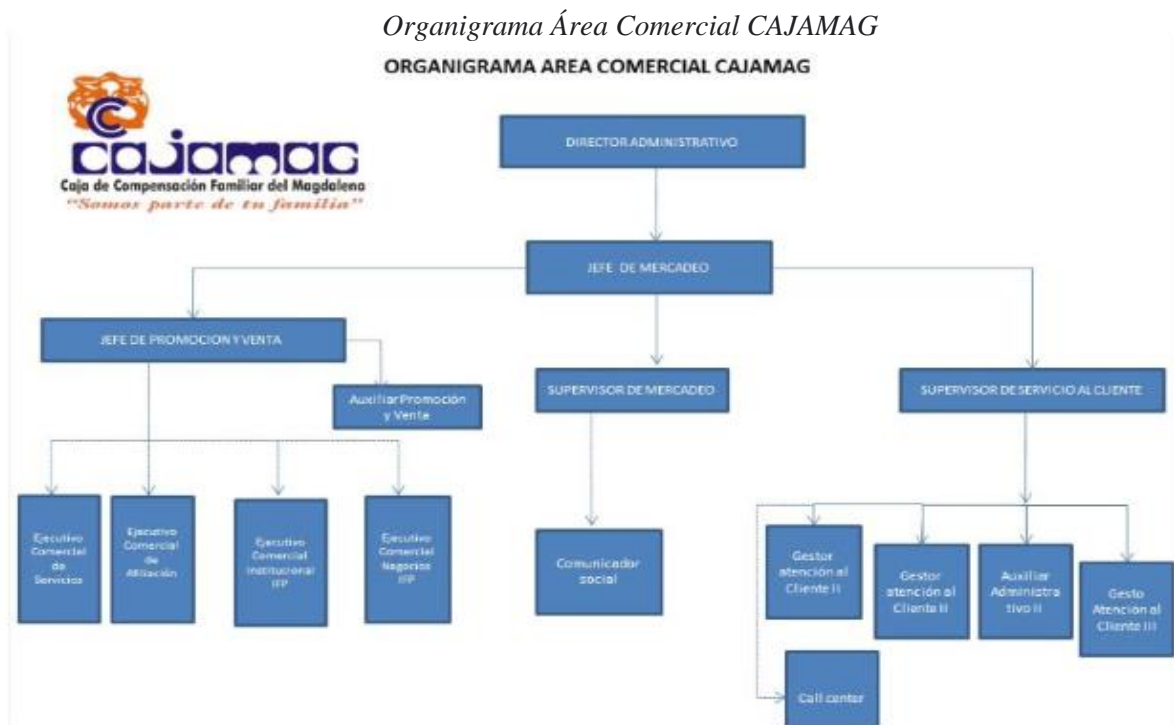 Organigrama Área Comercial CAJAMAG
ORGANIGRAMA AREA COMERCIAL CAJAMAG
CC
cajamag
Caja de Compensación Familiar del Magdalena
"Somos parte de tu familia"
DIRECTOR ADMINISTRATIVO
JEFE DE MERCADEO
JEFE DE PROMOCION Y VENTA
Auxiliar Promoción
y Venta
SUPERVISOR DE MERCADEO
SUPERVISOR DE SERVICIO AL CLIENTE
Ejecutivo
Comercial
de
Servicios
Ejecutivo
Comercial
de
Afiliación
Ejecutivo
Comercial
Institucional
IFP
Ejecutivo
Comercial
Negocios
IFP
Comunicador
social
Gestor
atención al
Cliente II
Gestor
atención al
Cliente II
Auxiliar
Administra
tivo II
Gesto
Atención al
Cliente III
Call center